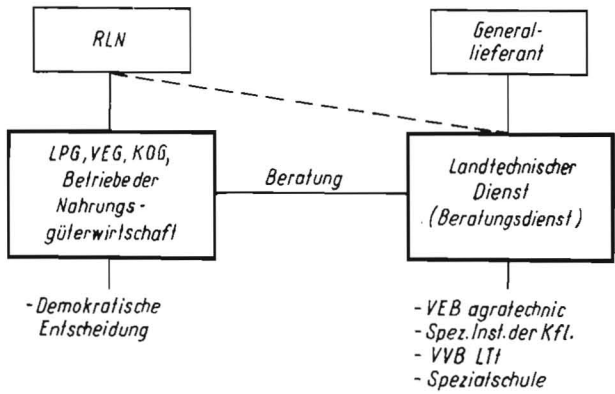 RLN
General-
lieferant
LPG, VEG, KOG,
Betriebe der
Nahrungs-
güterwirtschaft
Beratung
Landtechnischer
Dienst
(Beratungsdienst)
- Demokratische
Entscheidung
- VEB agratechnic
- Spez. Inst. der Kfl.
- VVB LTI
- Spezialschule